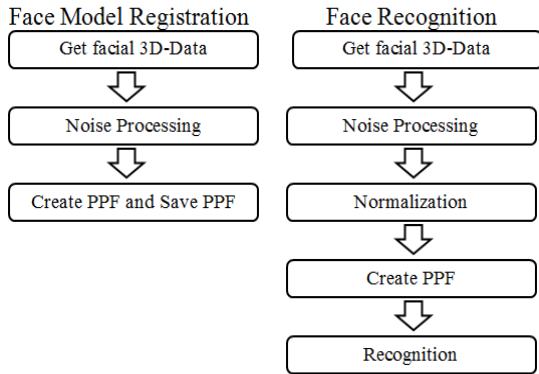 Face Model Registration
Get facial 3D-Data
Noise Processing
Create PPF and Save PPF
Face Recognition
Get facial 3D-Data
Noise Processing
Normalization
Create PPF
Recognition